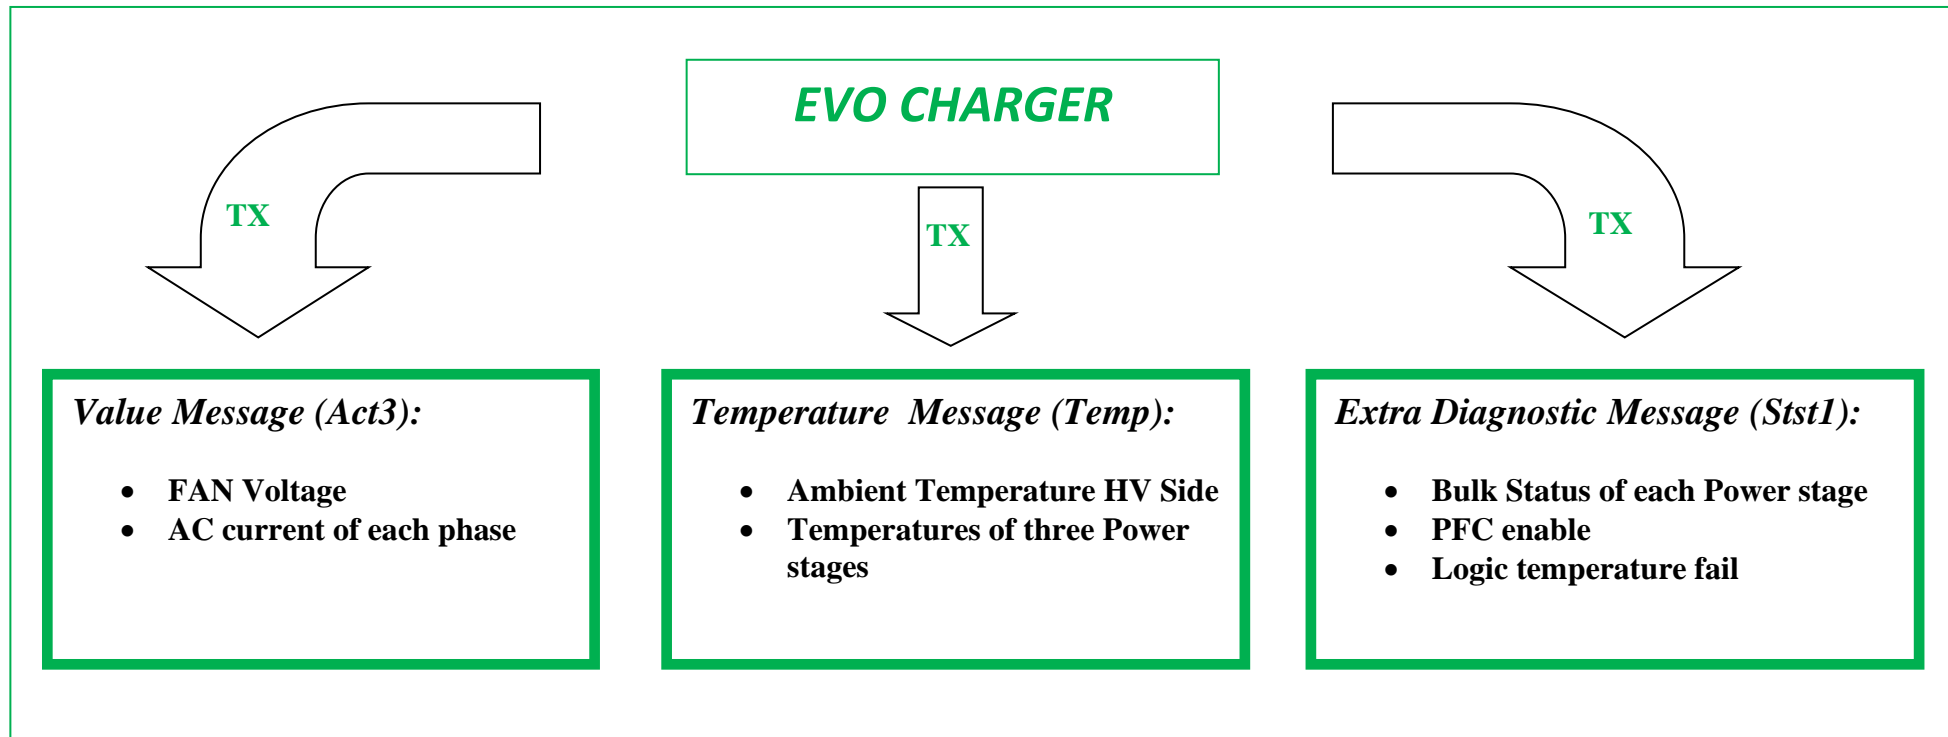 EVO CHARGER
TX
TX
TX
Value Message (Act3):
• FAN Voltage
• AC current of each phase
Temperature  Message (Temp):
• Ambient Temperature HV Side
• Temperatures of three Power
stages
Extra Diagnostic Message (Stst1):
• Bulk Status of each Power stage
• PFC enable
• Logic temperature fail